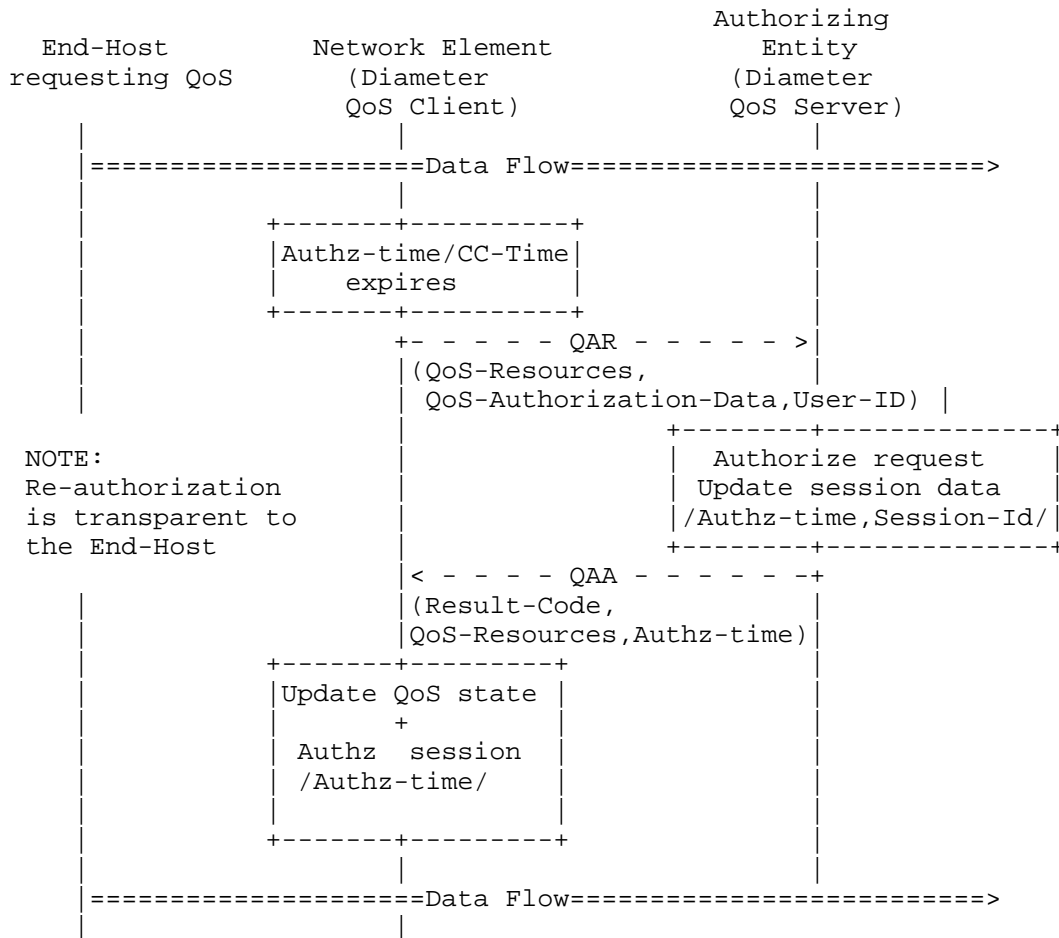 Authorizing
End-Host Network Element Entity
requesting QoS (Diameter (Diameter
QoS Client) QoS Server)
=====================Data Flow==========================>
Authz-time/CC-Time
expires
QAR
(QoS-Resources,
QoS-Authorization-Data,User-ID)
NOTE: Authorize request
Re-authorization Update session data
is transparent to /Authz-time,Session-Id/
the End-Host
QAA
(Result-Code,
QoS-Resources,Authz-time)
Update QoS state
+
Authz session
/Authz-time/
=====================Data Flow==========================>